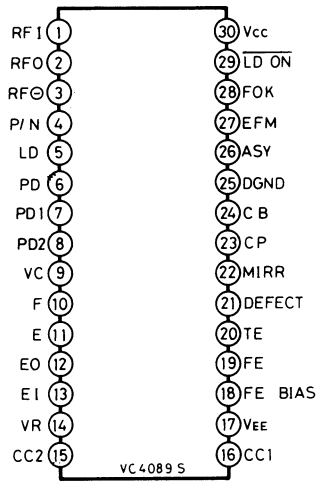 RFI 1 30 Vcc
RFO 2 29 LD ON
RF⊖ 3 28 FOK
P/N 4 27 EFM
LD 5 26 ASY
PD 6 25 DGND
PD1 7 24 CB
PD2 8 23 CP
VC 9 22 MIRR
F 10 21 DEFECT
E 11 20 TE
EO 12 19 FE
EI 13 18 FE BIAS
VR 14 17 VEE
CC2 15 16 CC1
VC4089S